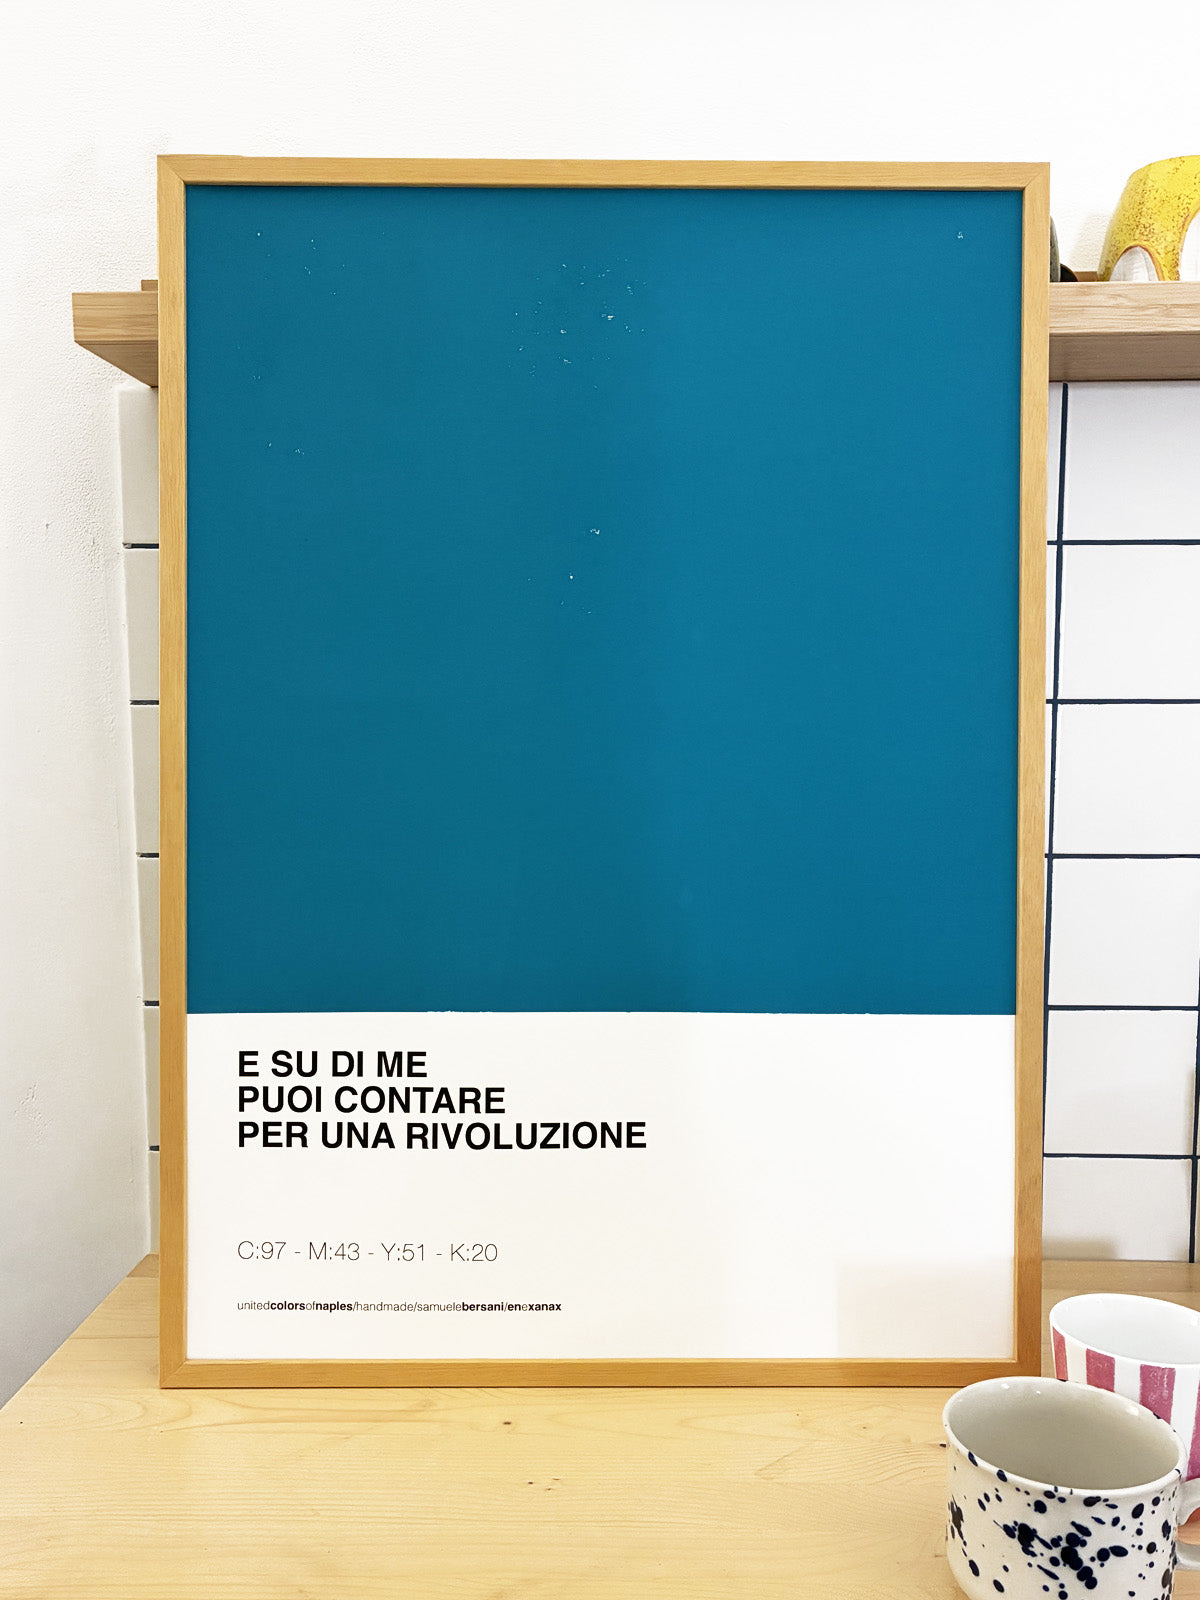 E SU DI ME
PUOI CONTARE
PER UNA RIVOLUZIONE
C:97 - M:43 - Y:51 - K:20
unitedcolorsofnaples/handmade/samuelebersani/enexanax